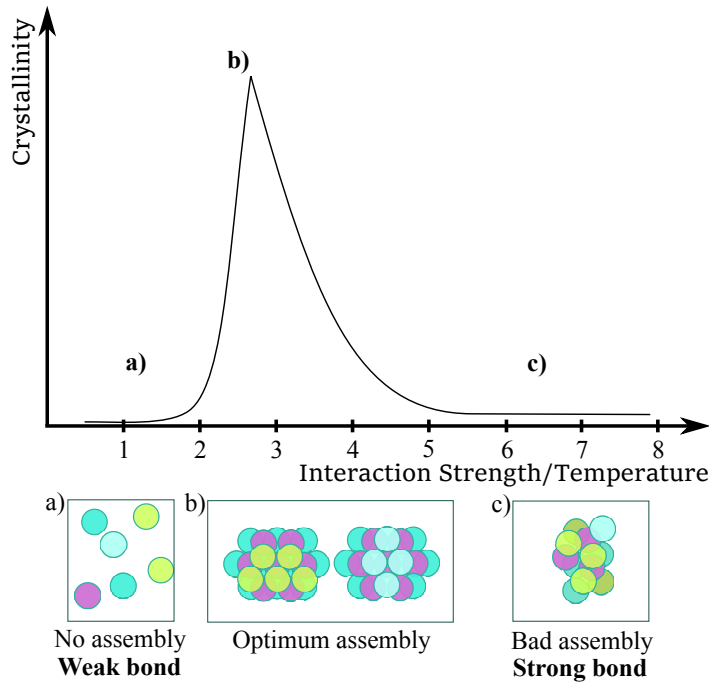 Crystallinity
b)
a)
c)
1 2 3 4 5 6 7 8
Interaction Strength/Temperature
a)
b)
c)
No assembly
Weak bond
Optimum assembly
Bad assembly
Strong bond